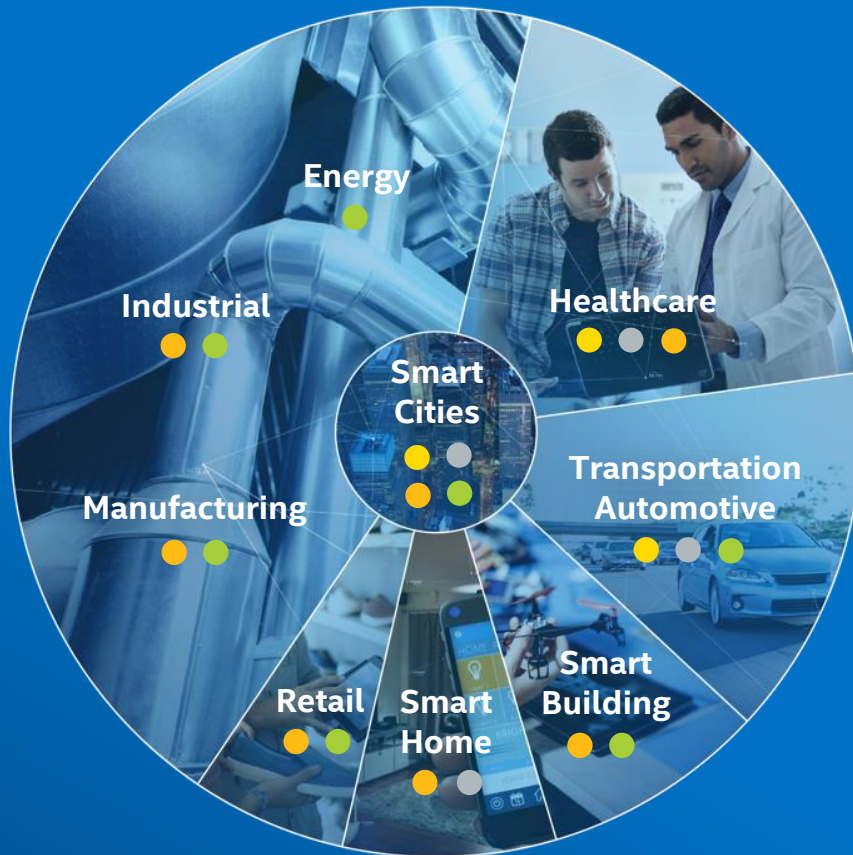 Energy
Industrial
Healthcare
Smart
Cities
Transportation
Automotive
Manufacturing
Smart
Building
Retail
Smart
Home